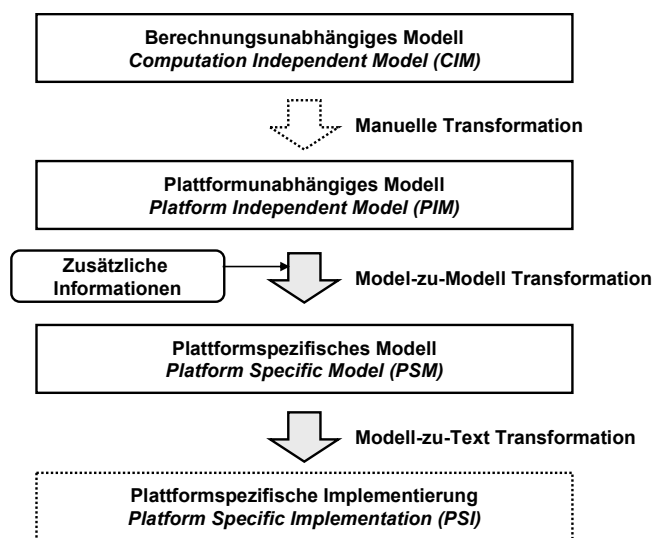 Berechnungsunabhängiges Modell
Computation Independent Model (CIM)
Manuelle Transformation
Plattformunabhängiges Modell
Platform Independent Model (PIM)
Zusätzliche
Informationen
Model-zu-Modell Transformation
Plattformspezifisches Modell
Platform Specific Model (PSM)
Modell-zu-Text Transformation
Plattformspezifische Implementierung
Platform Specific Implementation (PSI)